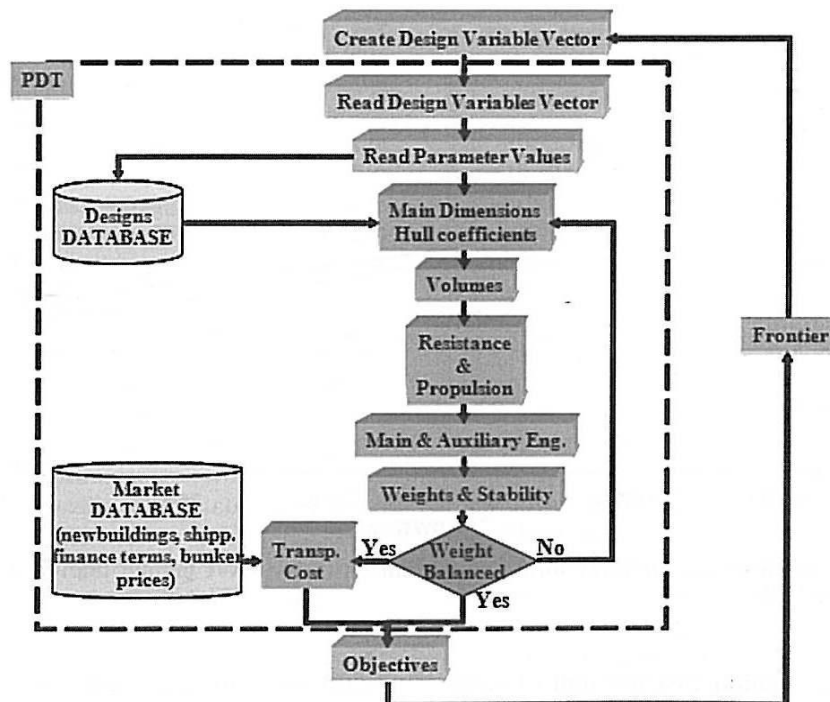 Create Design Variable Vector
PDT
Read Design Variables Vector
Read Parameter Values
Designs
DATABASE
Main Dimensions
Hull coefficients
Volumes
Resistance
&
Propulsion
Frontier
Main & Auxiliary Eng.
Weights & Stability
Market
DATABASE
(newbuildings, shipp.
finance terms, bunker
prices)
Transp.
Cost
Yes
Weight
Balanced
No
Yes
Objectives